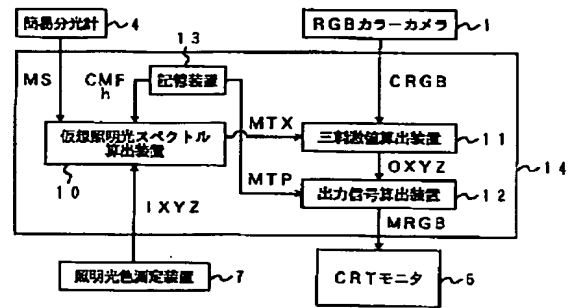 簡易分光計 4
RGBカラーカメラ 1
13
MS
CMF
h
記憶装置
CRGB
仮想照明光スペクトル
算出装置
MTX
三刺激値算出装置 11
10
OXYZ
14
MTP
出力信号算出装置 12
IXYZ
MRGB
照明光色測定装置 7
CRTモニタ 6